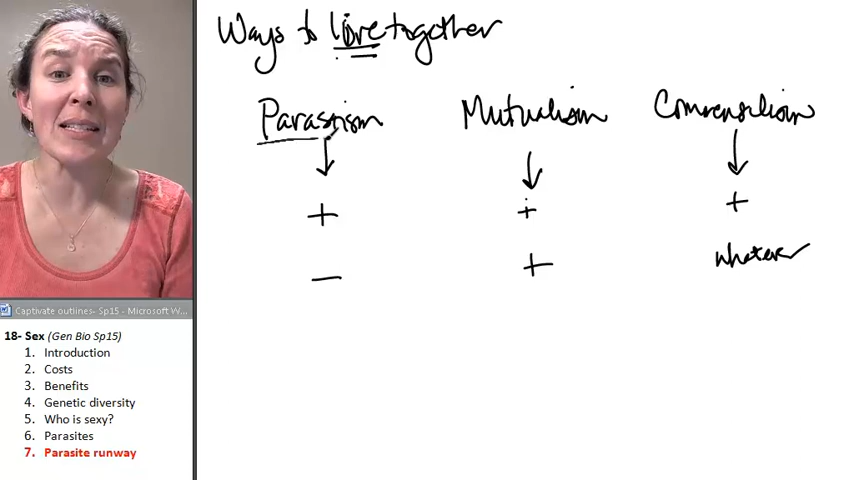 Ways to live together
Parasitism Mutualism Commensalism
+ + +
− + whatever
Captivate outlines- Sp15 - Microsoft W...
18- Sex (Gen Bio Sp15)
1. Introduction
2. Costs
3. Benefits
4. Genetic diversity
5. Who is sexy?
6. Parasites
7. Parasite runway